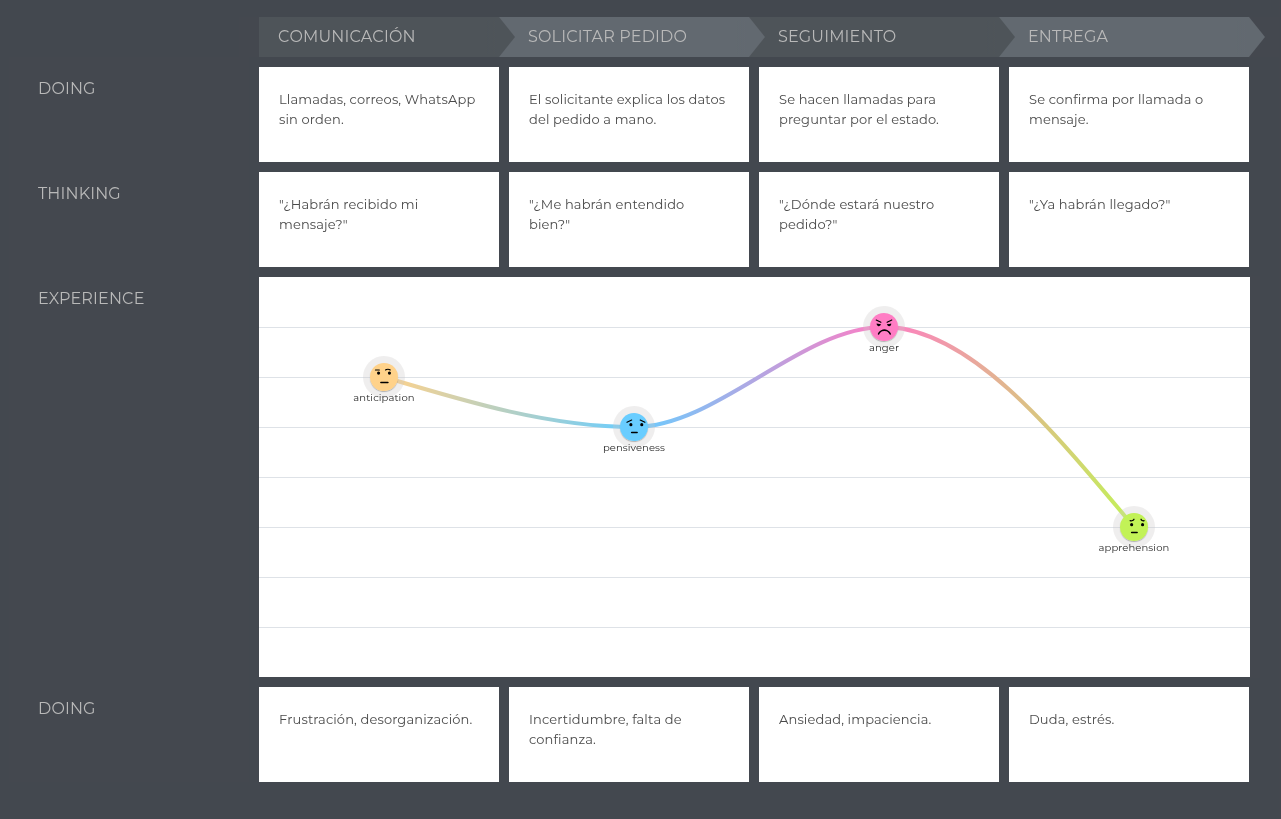 COMUNICACIÓN
SOLICITAR PEDIDO
SEGUIMIENTO
ENTREGA
DOING
Llamadas, correos, WhatsApp
sin orden.
El solicitante explica los datos
del pedido a mano.
Se hacen llamadas para
preguntar por el estado.
Se confirma por llamada o
mensaje.
THINKING
"¿Habrán recibido mi
mensaje?"
"¿Me habrán entendido
bien?"
"¿Dónde estará nuestro
pedido?"
"¿Ya habrán llegado?"
EXPERIENCE
anticipation
pensiveness
anger
apprehension
DOING
Frustración, desorganización.
Incertidumbre, falta de
confianza.
Ansiedad, impaciencia.
Duda, estrés.